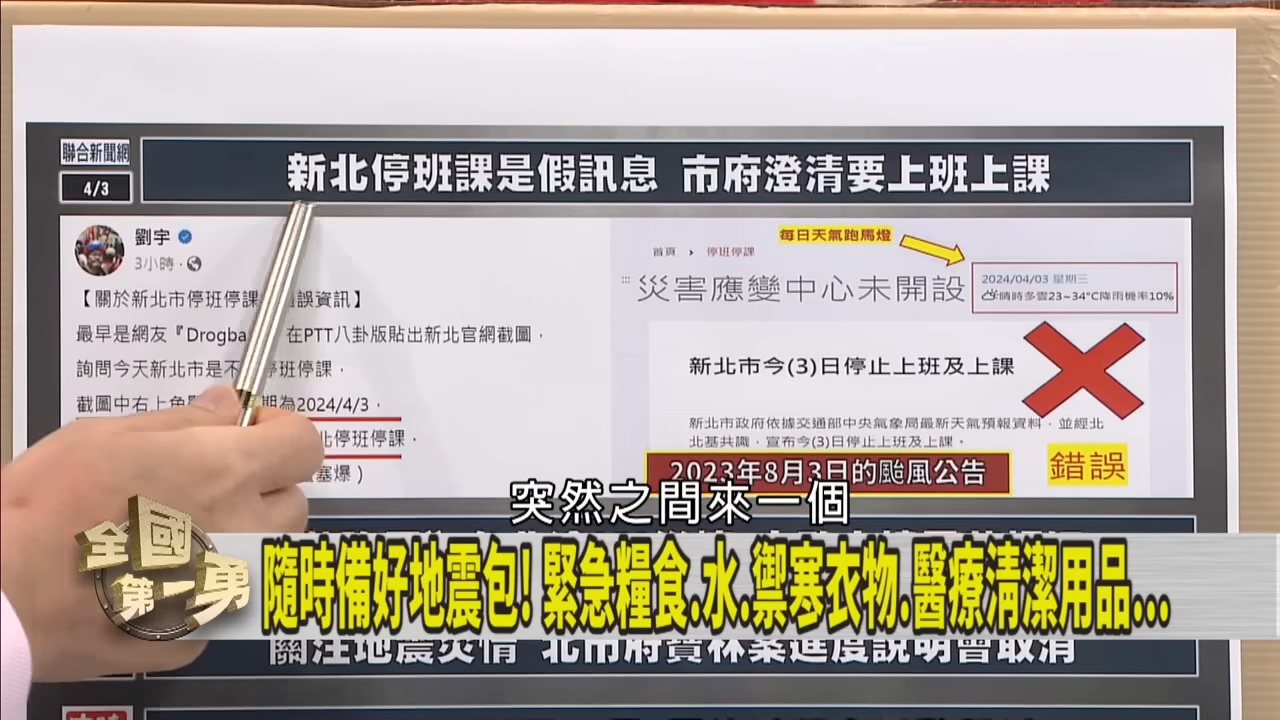 聯合新聞網
4/3
新北停班課是假訊息 市府澄清要上班上課
劉宇
3小時
【關於新北市停班停課 誤資訊】
最早是網友『Drogba 在PTT八卦版貼出新北官網截圖，
詢問今天新北市是不 停班停課，
截圖中右上角 期為2024/4/3，
北停班停課，
塞爆）
每日天氣跑馬燈
首頁 › 停班停課
災害應變中心未開設
2024/04/03 星期三
晴時多雲23~34°C降雨機率10%
新北市今(3)日停止上班及上課
新北市政府依據交通部中央氣象局最新天氣預報資料，並經北
北基共識，宣布今(3)日停止上班及上課。
錯誤
2023年8月3日的颱風公告
突然之間來一個
全國第一勇
隨時備好地震包!緊急糧食.水.禦寒衣物.醫療清潔用品...
關注地震災情 北市府賓林案進度說明會取消